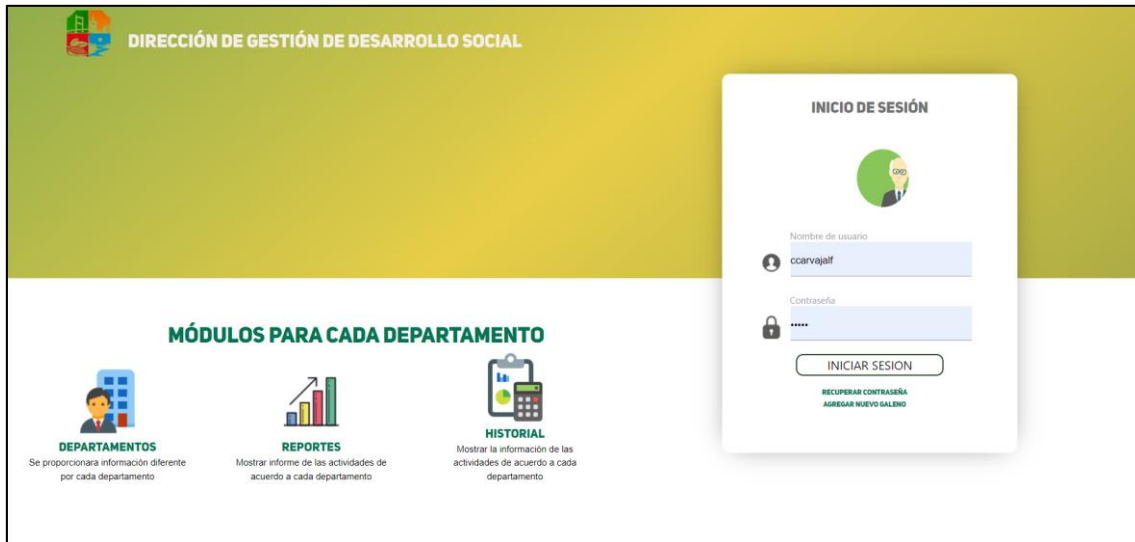 DIRECCIÓN DE GESTIÓN DE DESARROLLO SOCIAL
INICIO DE SESIÓN
Nombre de usuario
ccarvajalf
Contraseña
•••••
INICIAR SESION
RECUPERAR CONTRASEÑA
AGREGAR NUEVO GALENO
MÓDULOS PARA CADA DEPARTAMENTO
DEPARTAMENTOS
Se proporcionara información diferente
por cada departamento
REPORTES
Mostrar informe de las actividades de
acuerdo a cada departamento
HISTORIAL
Mostrar la información de las
actividades de acuerdo a cada
departamento